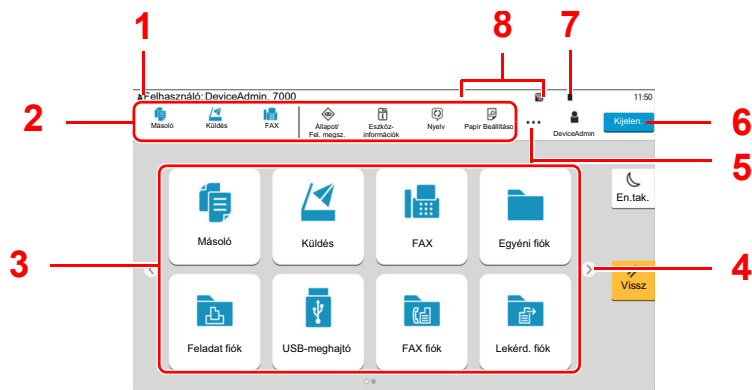 1
8
7
Felhasználó: DeviceAdmin, 7000
11:50
2
Másoló
Küldés
FAX
Állapot/
Fel. megsz.
Eszköz-
információk
Nyelv
Papír Beállításo
DeviceAdmin
Kijelen.
6
5
Másoló
Küldés
FAX
Egyéni fiók
En.tak.
3
4
Vissz
Feladat fiók
USB-meghajtó
FAX fiók
Lekérd. fiók